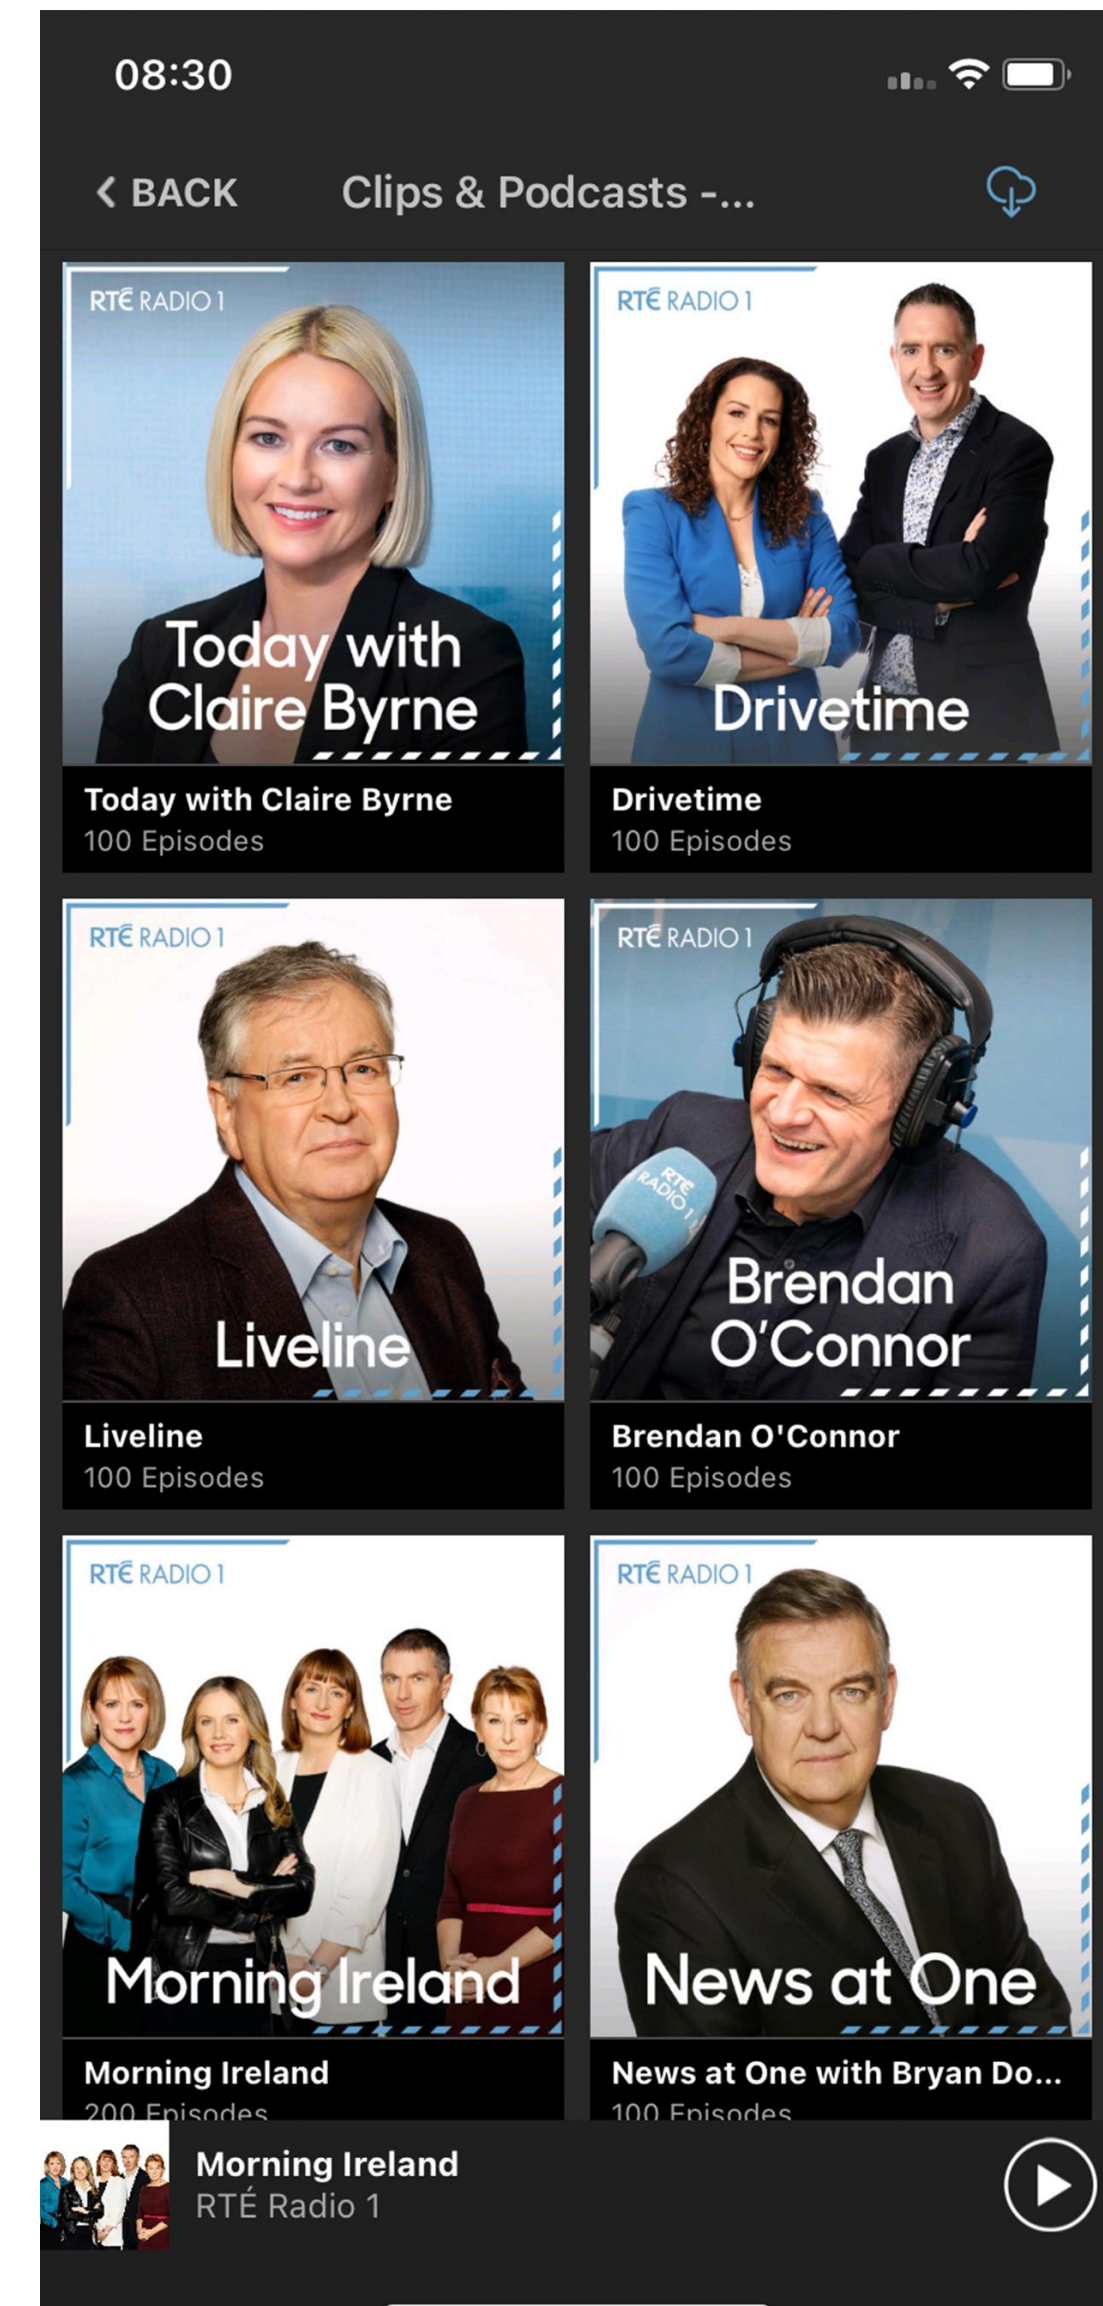 08:30
BACK
Clips & Podcasts -...
RTÉ RADIO 1
Today with
Claire Byrne
Today with Claire Byrne
100 Episodes
RTÉ RADIO 1
Drivetime
Drivetime
100 Episodes
RTÉ RADIO 1
Liveline
Liveline
100 Episodes
RTÉ RADIO 1
RTÉ
RADIO 1
Brendan
O'Connor
Brendan O'Connor
100 Episodes
RTÉ RADIO 1
Morning Ireland
Morning Ireland
200 Episodes
RTÉ RADIO 1
News at One
News at One with Bryan Do...
100 Episodes
Morning Ireland
RTÉ Radio 1